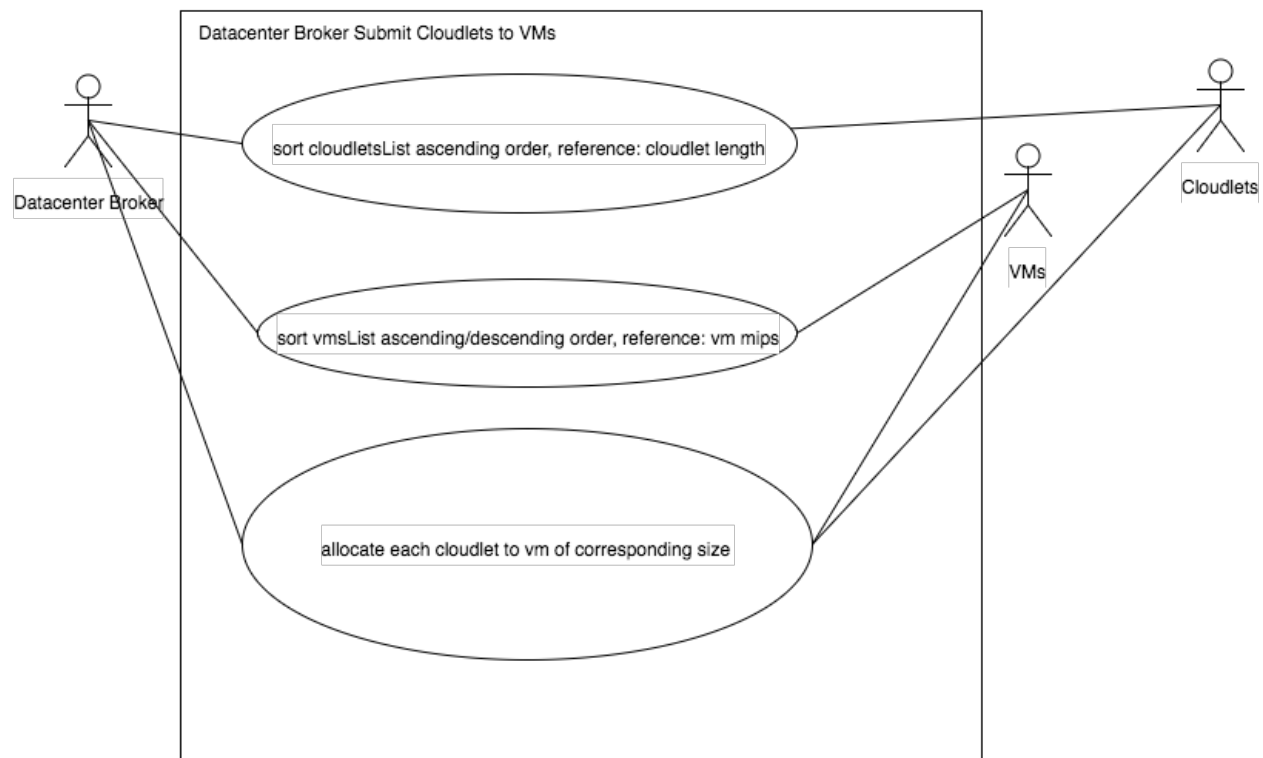 Datacenter Broker Submit Cloudlets to VMs
sort cloudletsList ascending order, reference: cloudlet length
Datacenter Broker
Cloudlets
VMs
sort vmsList ascending/descending order, reference: vm mips
allocate each cloudlet to vm of corresponding size